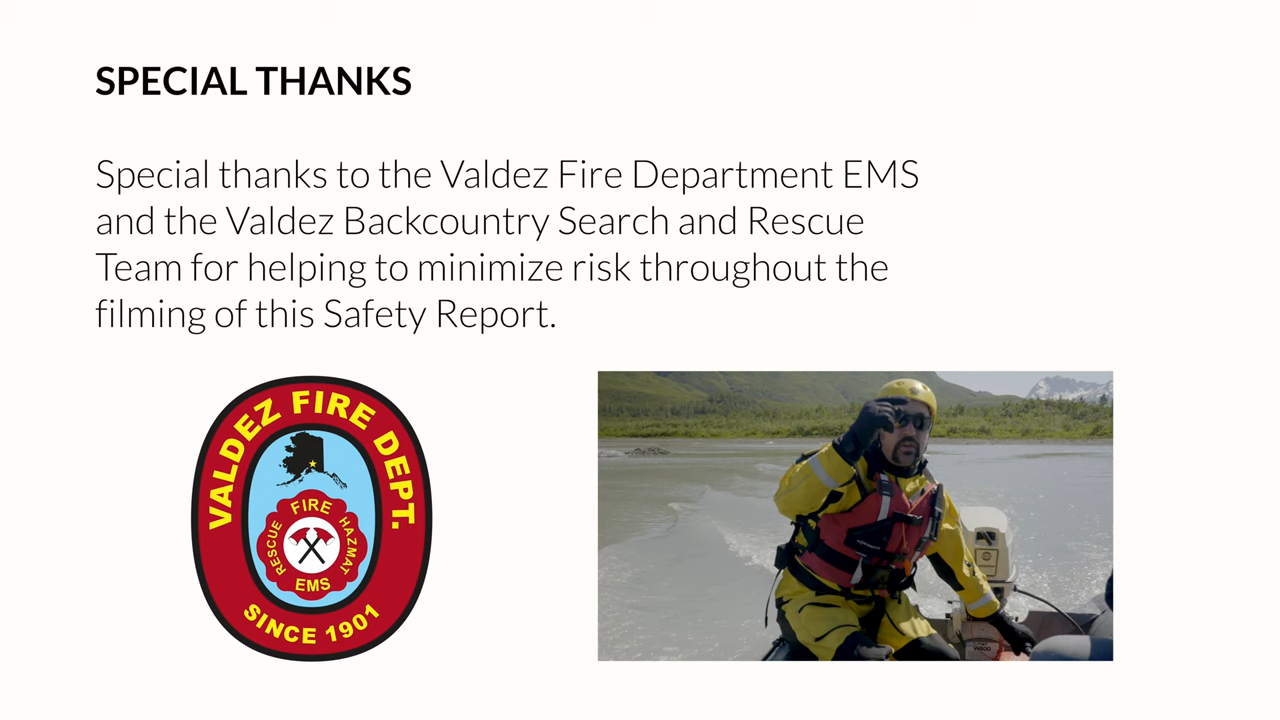 SPECIAL THANKS
Special thanks to the Valdez Fire Department EMS
and the Valdez Backcountry Search and Rescue
Team for helping to minimize risk throughout the
filming of this Safety Report.
VALDEZ FIRE DEPT.
FIRE
RESCUE
HAZMAT
EMS
SINCE 1901